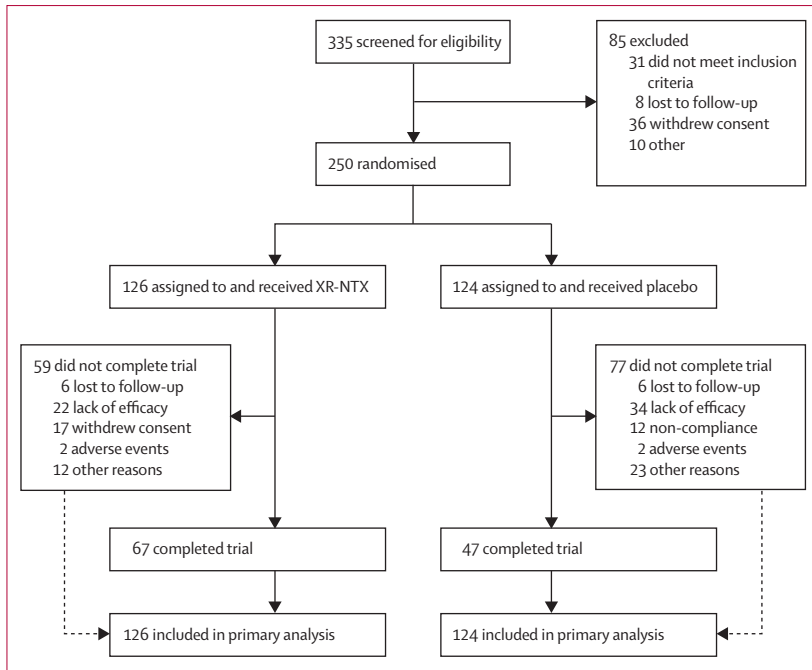 335 screened for eligibility
85 excluded
31 did not meet inclusion
criteria
8 lost to follow-up
36 withdrew consent
10 other
250 randomised
126 assigned to and received XR-NTX
124 assigned to and received placebo
59 did not complete trial
6 lost to follow-up
22 lack of efficacy
17 withdrew consent
2 adverse events
12 other reasons
77 did not complete trial
6 lost to follow-up
34 lack of efficacy
12 non-compliance
2 adverse events
23 other reasons
67 completed trial
47 completed trial
126 included in primary analysis
124 included in primary analysis